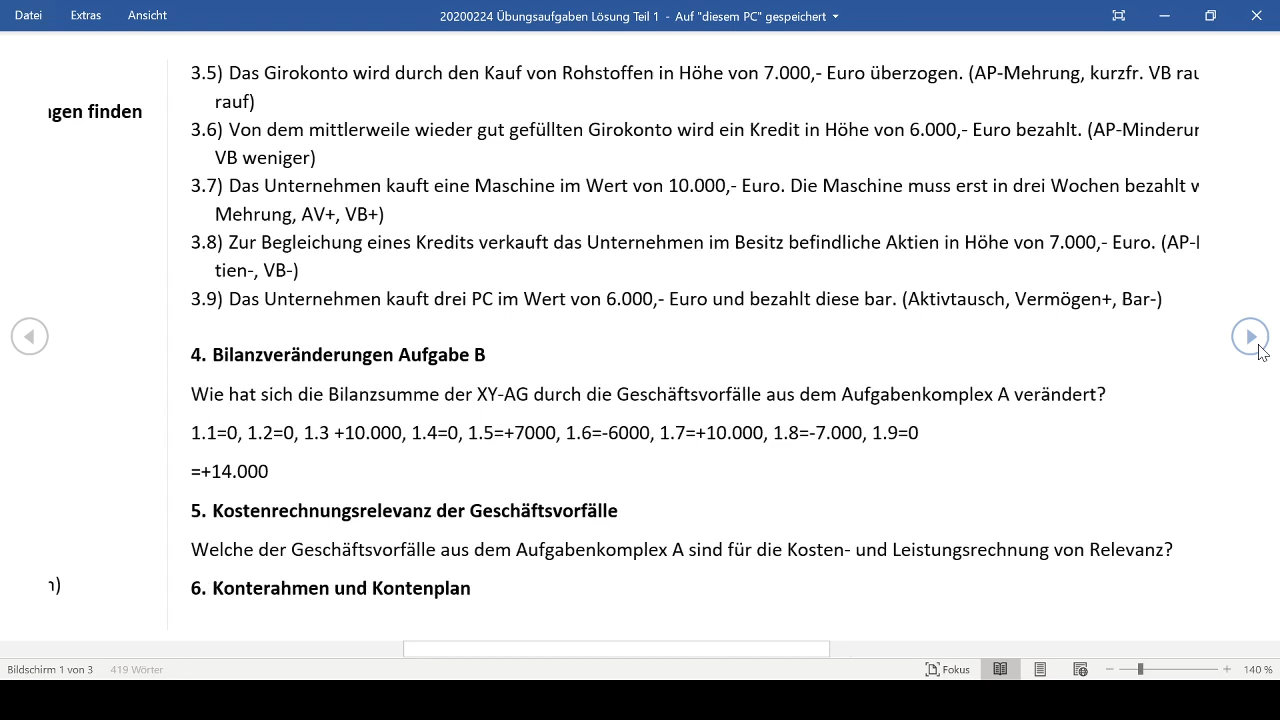 Datei Extras Ansicht 20200224 Übungsaufgaben Lösung Teil 1 - Auf "diesem PC" gespeichert
gen finden
3.5) Das Girokonto wird durch den Kauf von Rohstoffen in Höhe von 7.000,- Euro überzogen. (AP-Mehrung, kurzfr. VB rau
rauf)
3.6) Von dem mittlerweile wieder gut gefüllten Girokonto wird ein Kredit in Höhe von 6.000,- Euro bezahlt. (AP-Minderun
VB weniger)
3.7) Das Unternehmen kauft eine Maschine im Wert von 10.000,- Euro. Die Maschine muss erst in drei Wochen bezahlt w
Mehrung, AV+, VB+)
3.8) Zur Begleichung eines Kredits verkauft das Unternehmen im Besitz befindliche Aktien in Höhe von 7.000,- Euro. (AP-
tien-, VB-)
3.9) Das Unternehmen kauft drei PC im Wert von 6.000,- Euro und bezahlt diese bar. (Aktivtausch, Vermögen+, Bar-)
4. Bilanzveränderungen Aufgabe B
Wie hat sich die Bilanzsumme der XY-AG durch die Geschäftsvorfälle aus dem Aufgabenkomplex A verändert?
1.1=0, 1.2=0, 1.3 +10.000, 1.4=0, 1.5=+7000, 1.6=-6000, 1.7=+10.000, 1.8=-7.000, 1.9=0
=+14.000
5. Kostenrechnungsrelevanz der Geschäftsvorfälle
Welche der Geschäftsvorfälle aus dem Aufgabenkomplex A sind für die Kosten- und Leistungsrechnung von Relevanz?
)
6. Konterahmen und Kontenplan
Bildschirm 1 von 3 419 Wörter Fokus 140 %